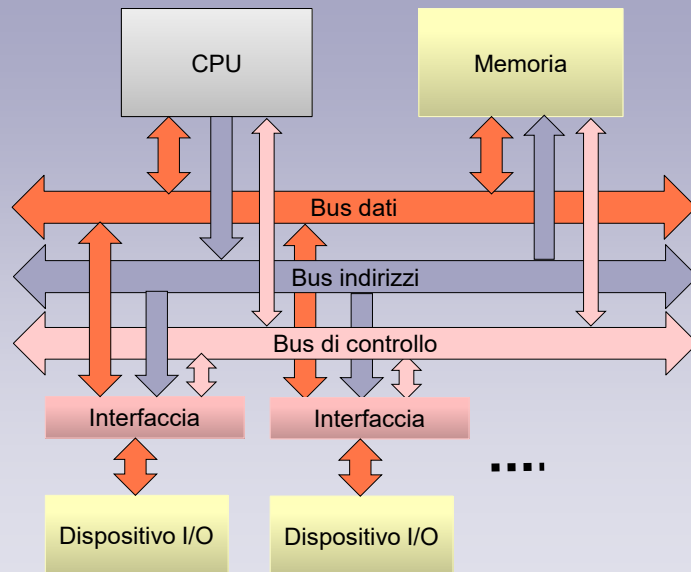 CPU
Memoria
Bus dati
Bus indirizzi
Bus di controllo
Interfaccia
Interfaccia
Dispositivo I/O
Dispositivo I/O